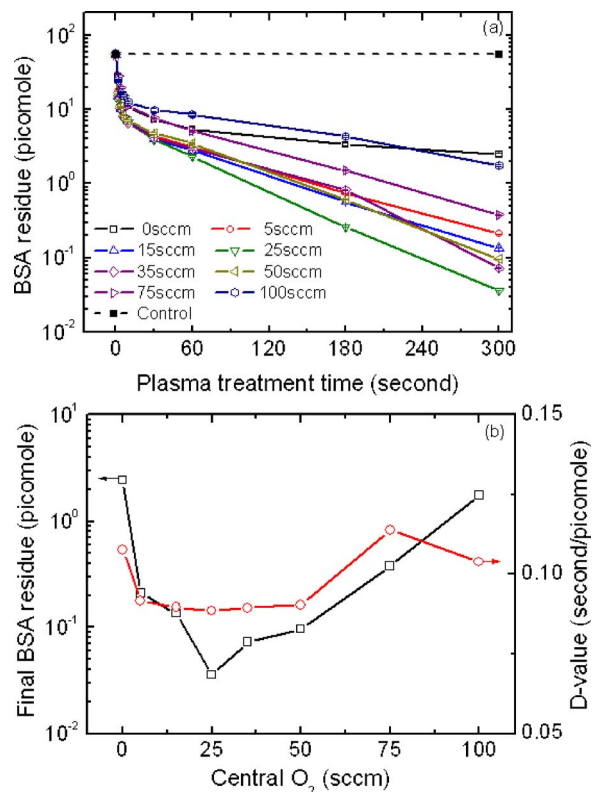 (a)
BSA residue (picomole)
10²
10¹
10⁰
10⁻¹
10⁻²
0sccm 5sccm
15sccm 25sccm
35sccm 50sccm
75sccm 100sccm
Control
0 60 120 180 240 300
Plasma treatment time (second)
(b)
Final BSA residue (picomole)
10¹
10⁰
10⁻¹
10⁻²
0.15
0.10
0.05
D-value (second/picomole)
0 25 50 75 100
Central O₂ (sccm)